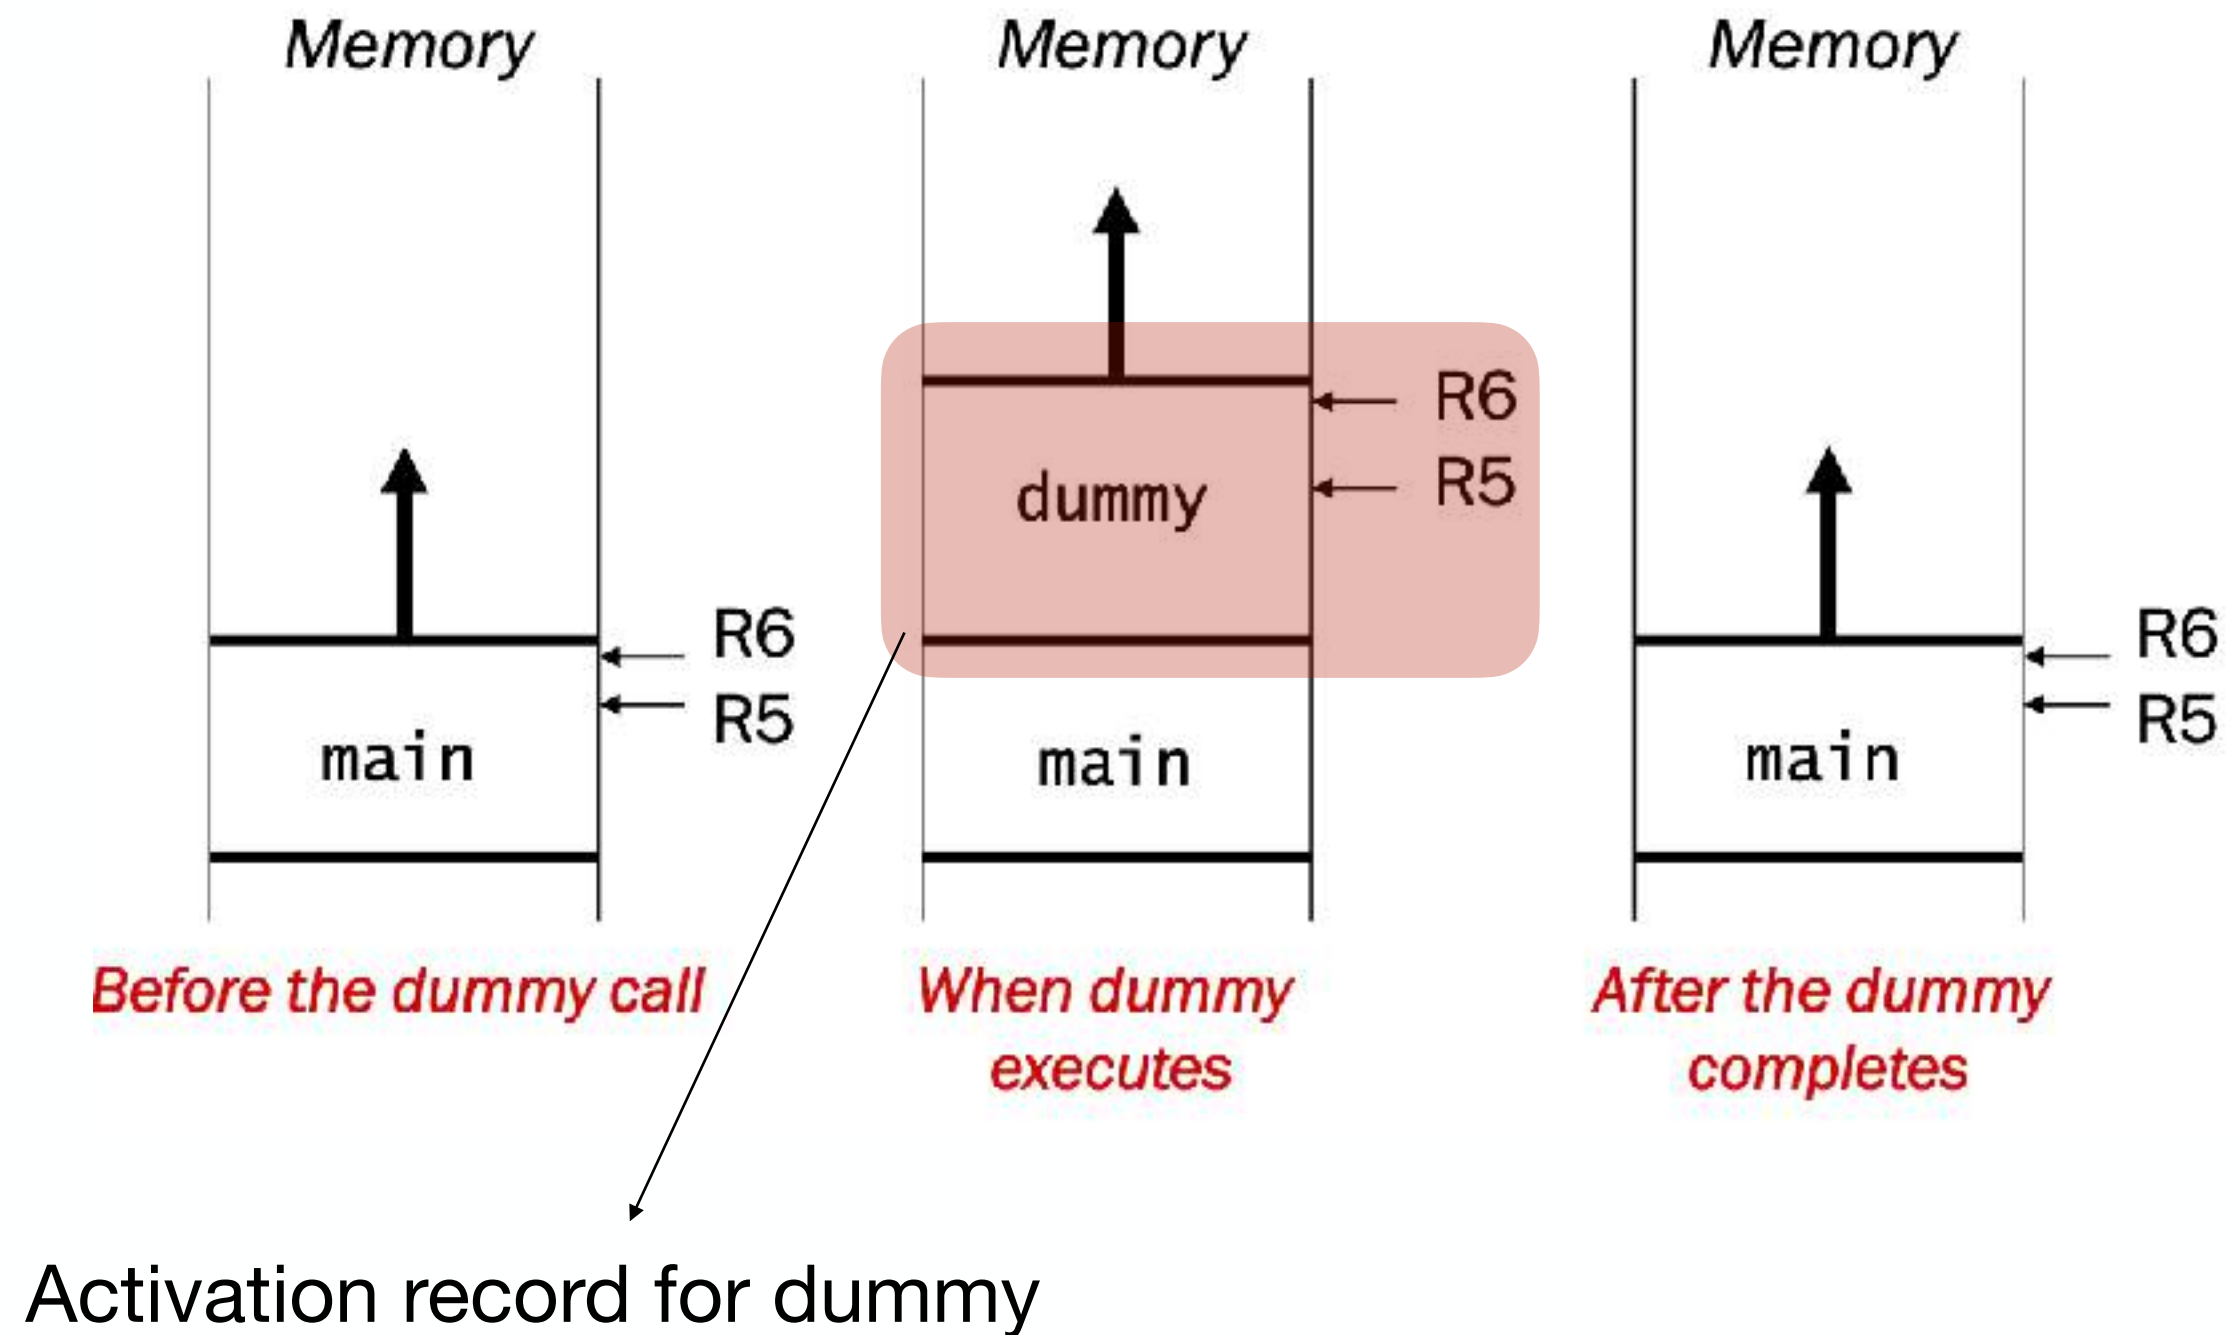 Memory
Memory
Memory
R6
R5
dummy
R6
R5
main
main
R6
R5
main
Before the dummy call
When dummy
executes
After the dummy
completes
Activation record for dummy